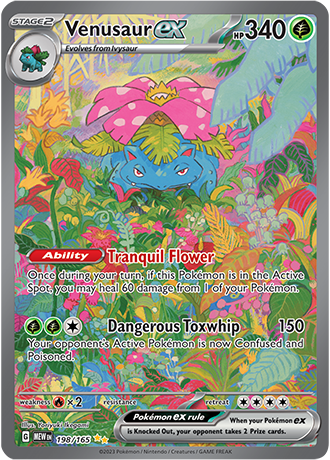 STAGE 2 Venusaur ex HP 340
Evolves from Ivysaur
Ability Tranquil Flower
Once during your turn, if this Pokémon is in the Active
Spot, you may heal 60 damage from 1 of your Pokémon.
Dangerous Toxwhip 150
Your opponent's Active Pokémon is now Confused and
Poisoned.
weakness ×2 resistance retreat
Illus. Yoriyuki Ikegami
G MEW EN 198/165
Pokémon ex rule
When your Pokémon ex
is Knocked Out, your opponent takes 2 Prize cards.
©2023 Pokémon / Nintendo / Creatures / GAME FREAK